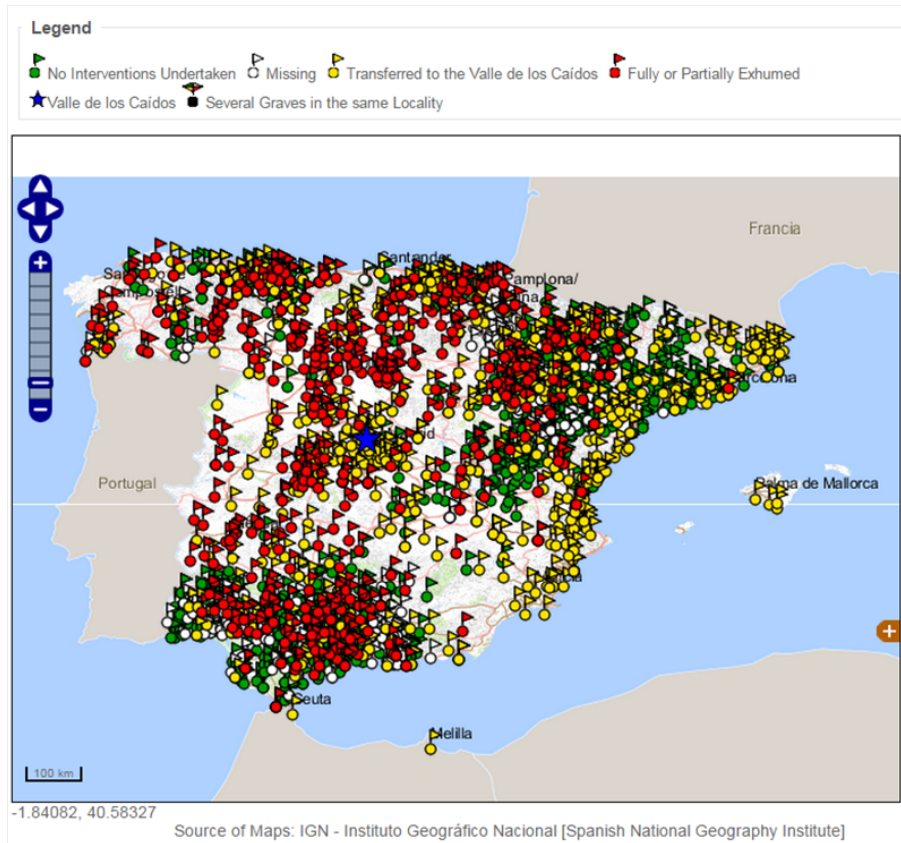 Legend
No Interventions Undertaken Missing Transferred to the Valle de los Caídos Fully or Partially Exhumed
Valle de los Caídos Several Graves in the same Locality
Francia
Santander
Pamplona/
Portugal
Palma de Mallorca
Ceuta
Melilla
100 km
-1.84082, 40.58327
Source of Maps: IGN - Instituto Geográfico Nacional [Spanish National Geography Institute]